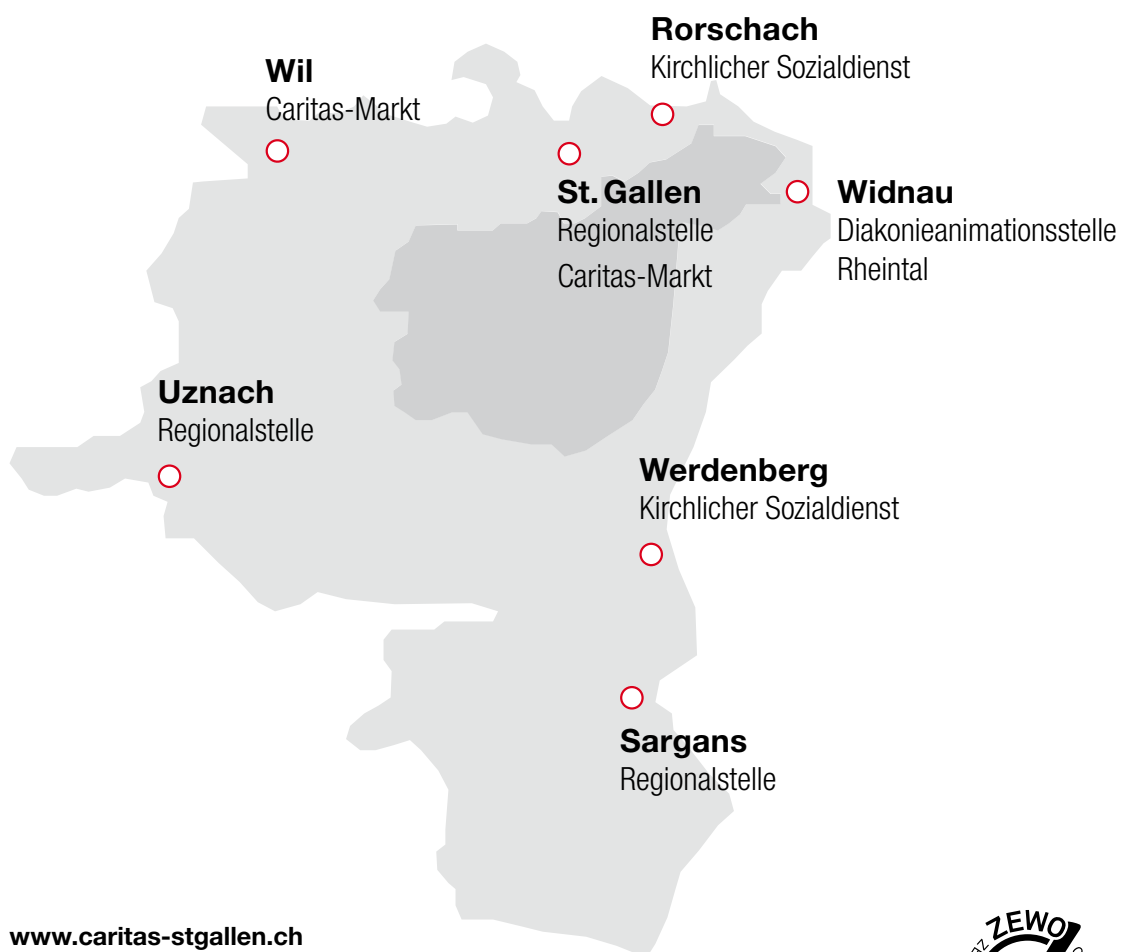 Rorschach
Kirchlicher Sozialdienst
Wil
Caritas-Markt
St. Gallen
Regionalstelle
Caritas-Markt
Widnau
Diakonieanimationsstelle
Rheintal
Uznach
Regionalstelle
Werdenberg
Kirchlicher Sozialdienst
Sargans
Regionalstelle
www.caritas-stgallen.ch
ZEWO